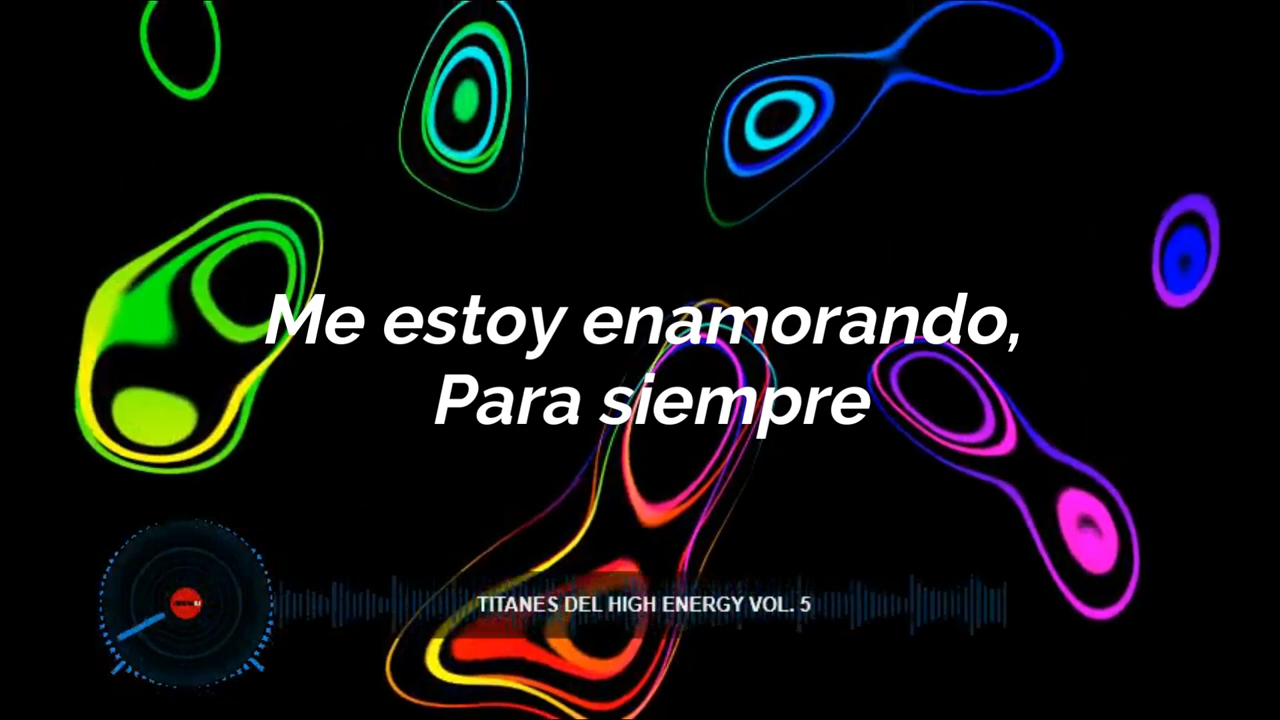 Me estoy enamorando,
Para siempre
TITANES DEL HIGH ENERGY VOL. 5